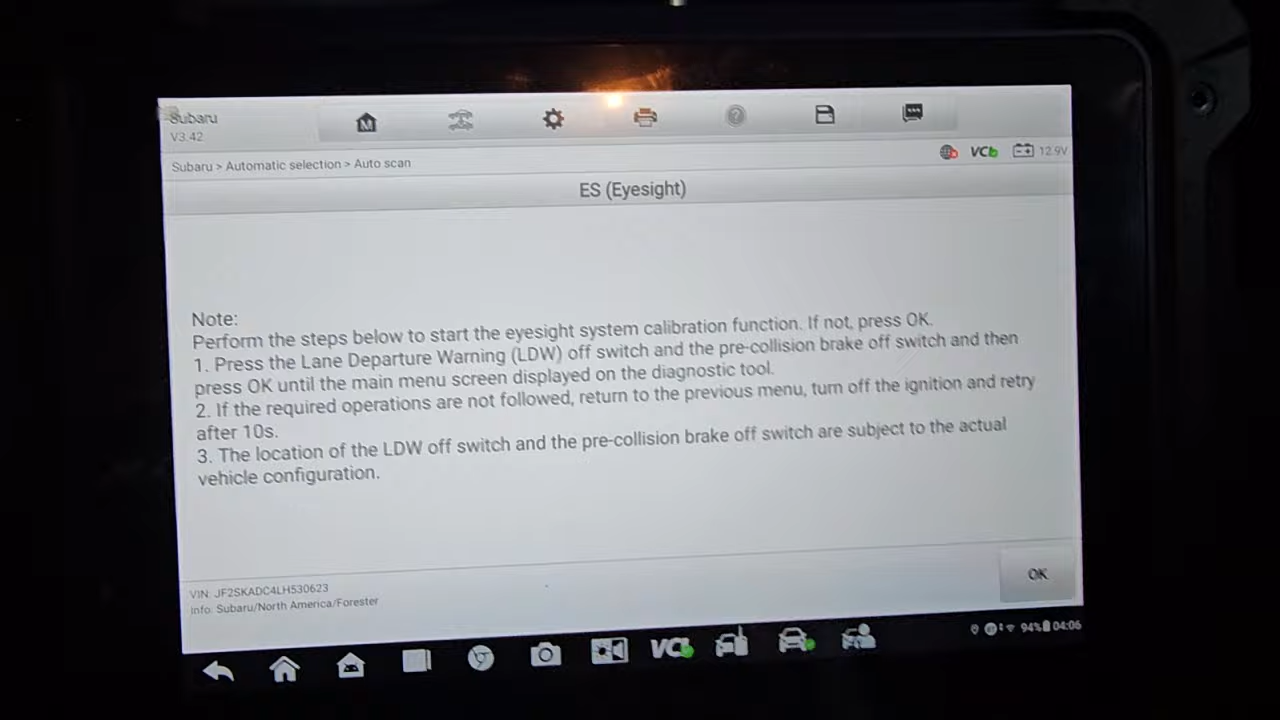 Subaru
V3.42
M
?
Subaru > Automatic selection > Auto scan
VCI
12.9V
ES (Eyesight)
Note:
Perform the steps below to start the eyesight system calibration function. If not, press OK.
1. Press the Lane Departure Warning (LDW) off switch and the pre-collision brake off switch and then
press OK until the main menu screen displayed on the diagnostic tool.
2. If the required operations are not followed, return to the previous menu, turn off the ignition and retry
after 10s.
3. The location of the LDW off switch and the pre-collision brake off switch are subject to the actual
vehicle configuration.
OK
VIN: JF2SKADC4LH530623
Info: Subaru/North America/Forester
94% 04:06
VCI